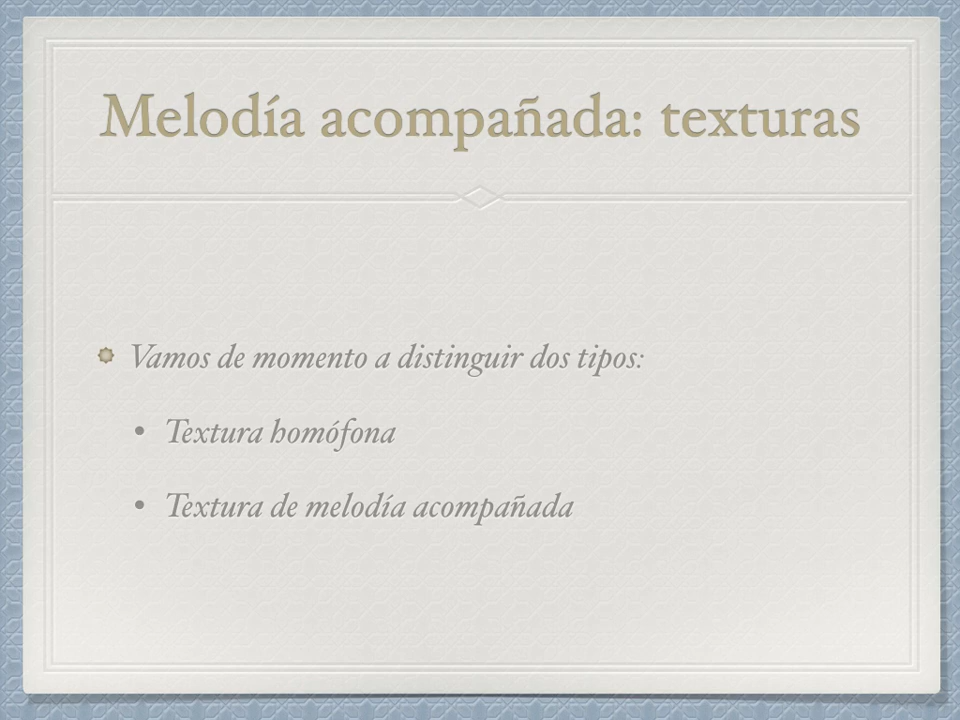 Melodía acompañada: texturas
Vamos de momento a distinguir dos tipos:
• Textura homófona
• Textura de melodía acompañada